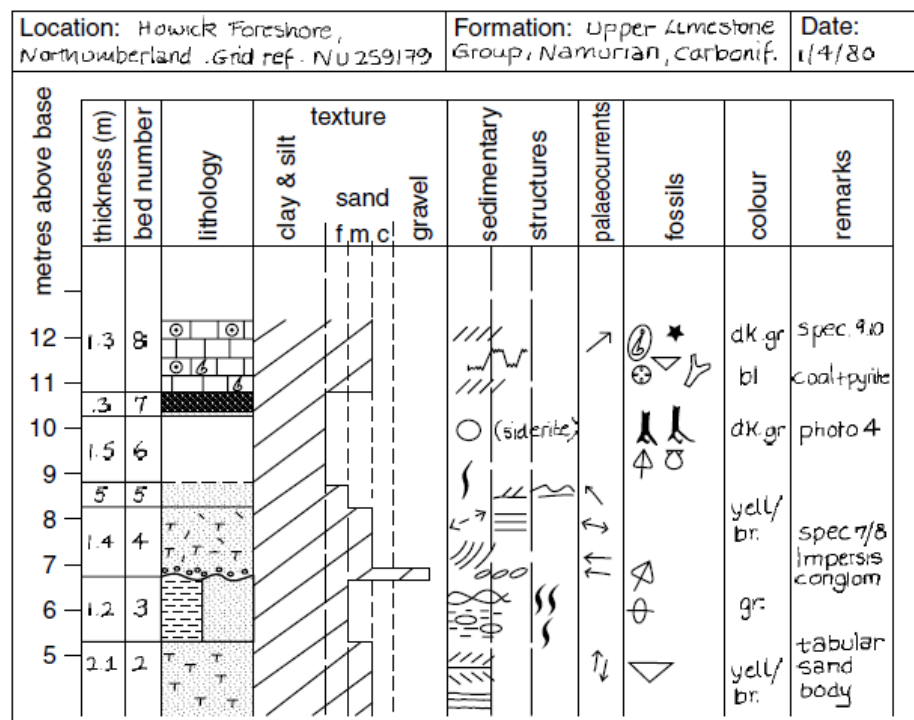 Location: Howick Foreshore,
Northumberland. Grid ref. NU259179
Formation: Upper Limestone
Group, Namurian, Carbonif.
Date:
1/4/80
metres above base
thickness (m)
bed number
lithology
texture
clay & silt
sand
f m c
gravel
sedimentary
structures
palaeocurrents
fossils
colour
remarks
12
1.3
8
dk.gr
spec. 9.10
11
bl
coal+pyrite
.3
7
10
(siderite)
dk.gr
photo 4
1.5
6
9
5
5
yell/
br.
8
1.4
4
spec 7/8
Impersis
conglom
7
6
1.2
3
gr.
5
2.1
2
yell/
br.
tabular
sand
body